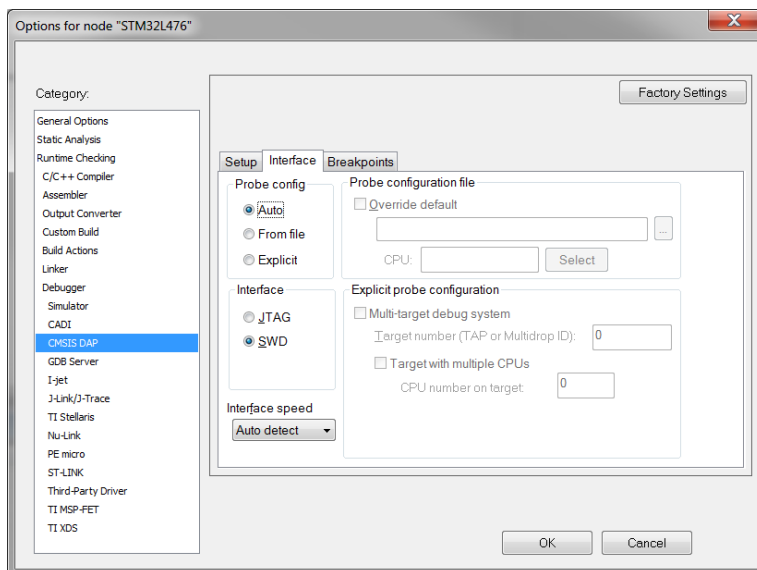 Options for node "STM32L476"
Category:
Factory Settings
General Options
Static Analysis
Runtime Checking
C/C++ Compiler
Assembler
Output Converter
Custom Build
Build Actions
Linker
Debugger
Simulator
CADI
CMSIS DAP
GDB Server
I-jet
J-Link/J-Trace
TI Stellaris
Nu-Link
PE micro
ST-LINK
Third-Party Driver
TI MSP-FET
TI XDS
Setup Interface Breakpoints
Probe config
Auto
From file
Explicit
Probe configuration file
Override default
...
CPU: Select
Interface
JTAG
SWD
Explicit probe configuration
Multi-target debug system
Target number (TAP or Multidrop ID): 0
Target with multiple CPUs
CPU number on target: 0
Interface speed
Auto detect
OK Cancel